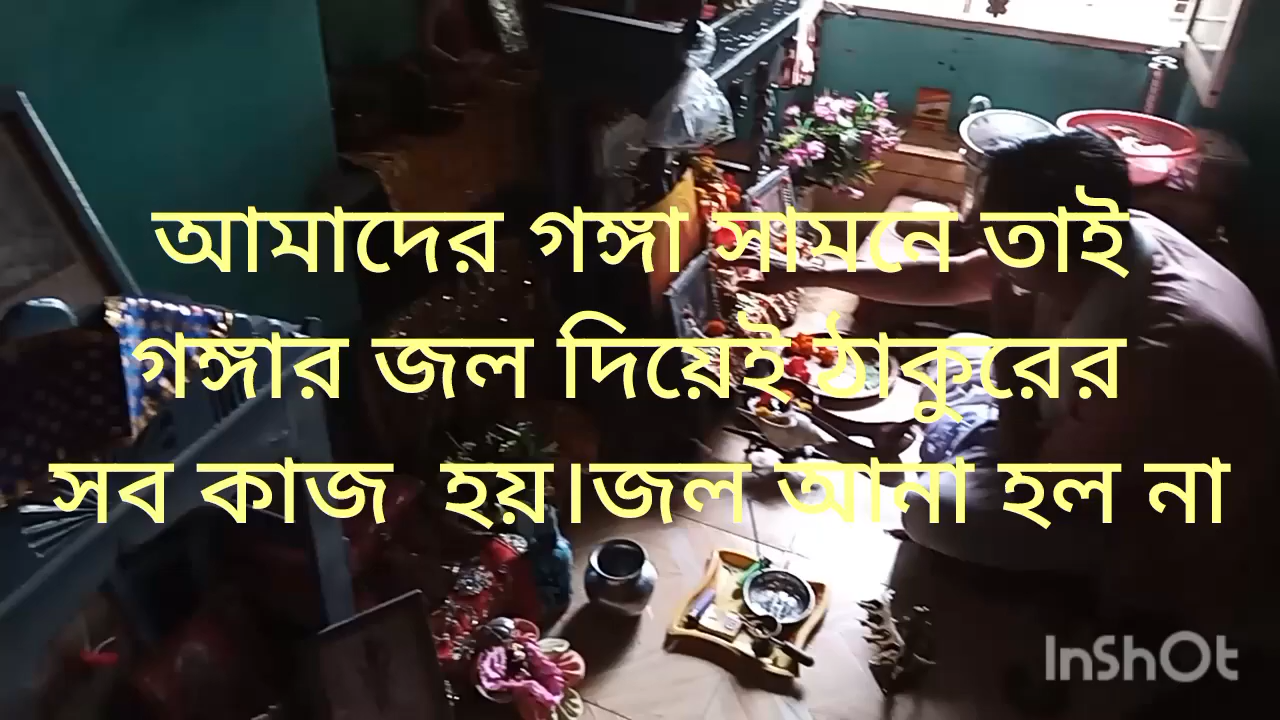 আমাদের গঙ্গা সামনে তাই
গঙ্গার জল দিয়েই ঠাকুরের
সব কাজ  হয়।জল আনা হল না
InShOt